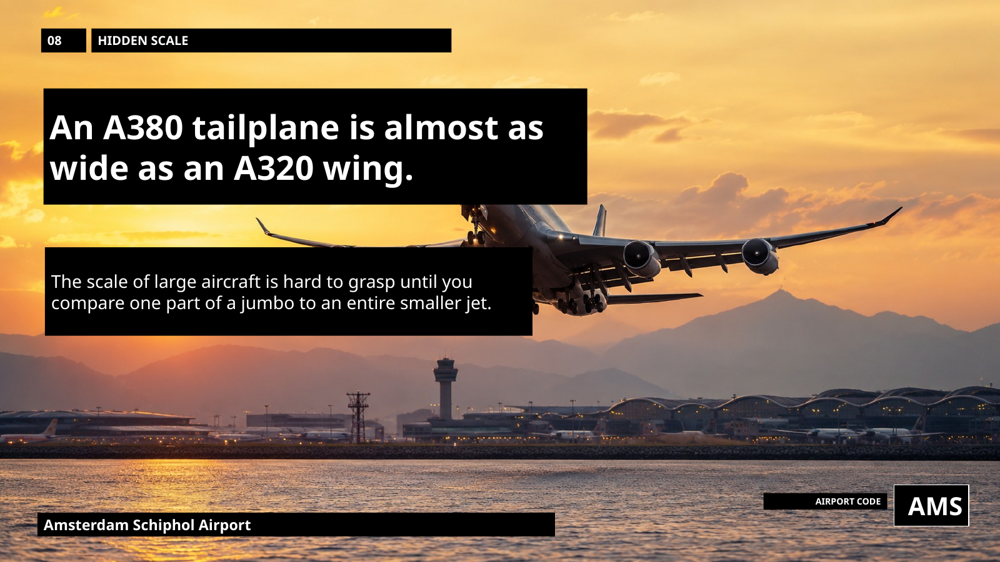 08
HIDDEN SCALE
An A380 tailplane is almost as
wide as an A320 wing.
The scale of large aircraft is hard to grasp until you
compare one part of a jumbo to an entire smaller jet.
AIRPORT CODE
AMS
Amsterdam Schiphol Airport